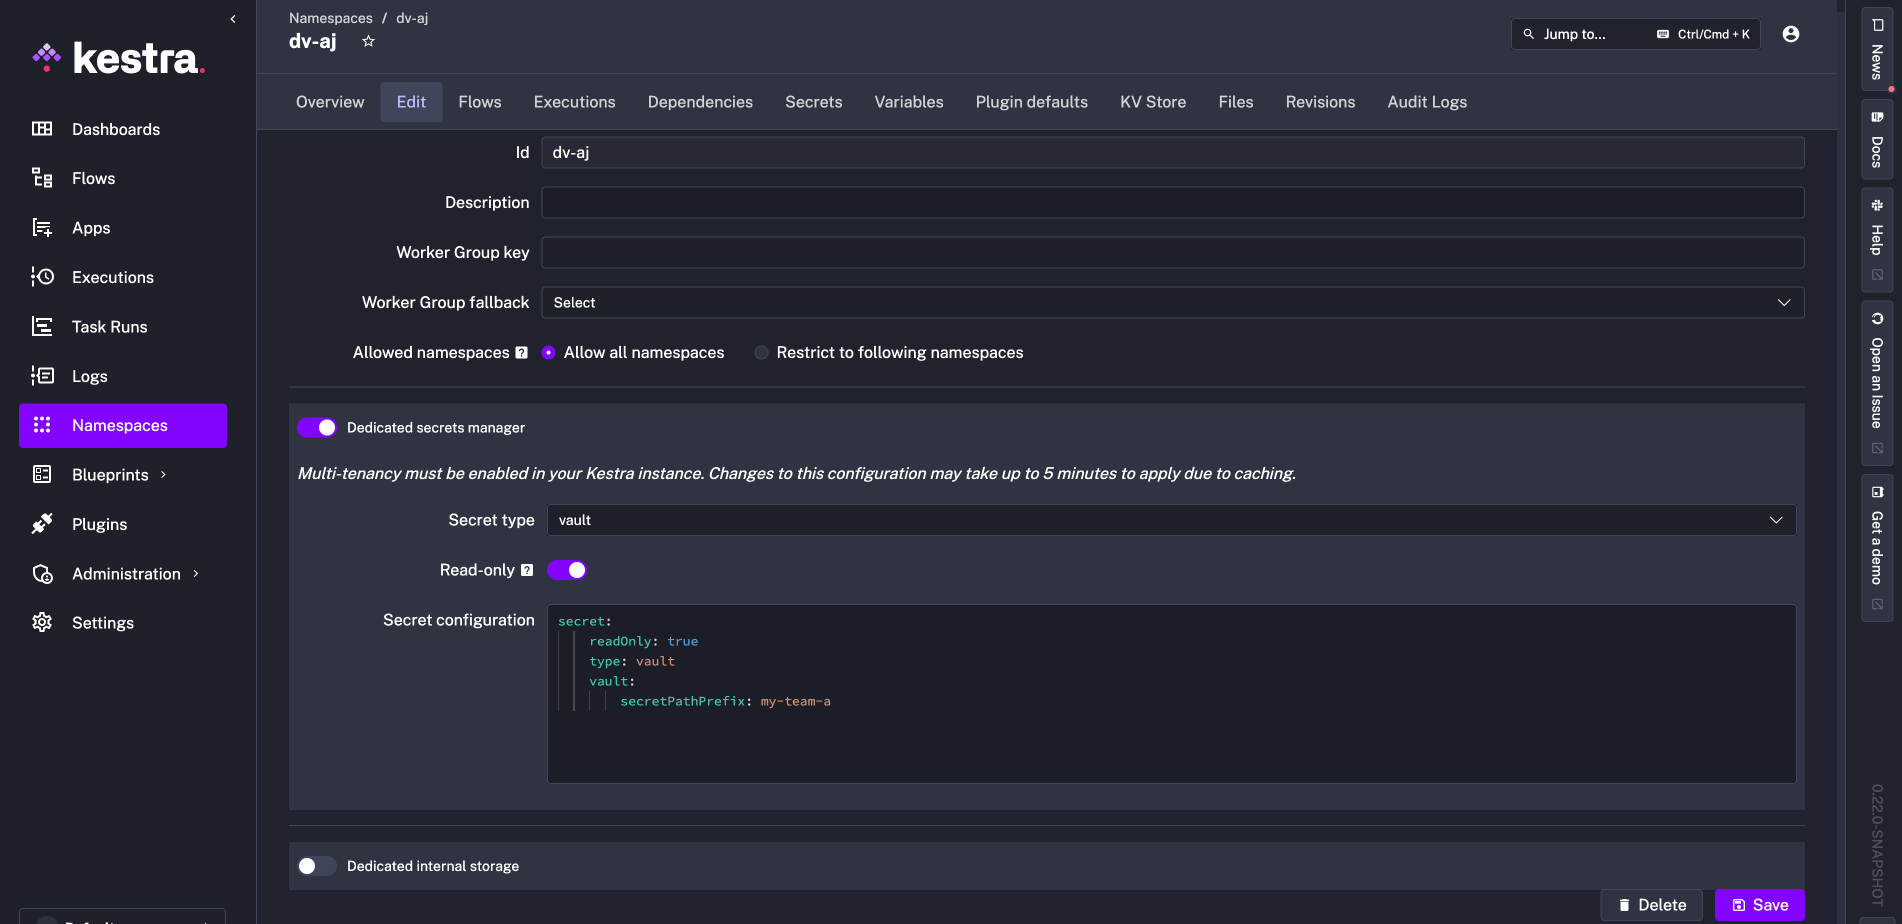 kestra.
Dashboards
Flows
Apps
Executions
Task Runs
Logs
Namespaces
Blueprints
Plugins
Administration
Settings
Namespaces / dv-aj
dv-aj
Jump to...
Ctrl/Cmd + K
Overview
Edit
Flows
Executions
Dependencies
Secrets
Variables
Plugin defaults
KV Store
Files
Revisions
Audit Logs
Id
dv-aj
Description
Worker Group key
Worker Group fallback
Select
Allowed namespaces ?
Allow all namespaces
Restrict to following namespaces
Dedicated secrets manager
Multi-tenancy must be enabled in your Kestra instance. Changes to this configuration may take up to 5 minutes to apply due to caching.
Secret type
vault
Read-only ?
Secret configuration
secret:
readOnly: true
type: vault
vault:
secretPathPrefix: my-team-a
Dedicated internal storage
Delete
Save
News
Docs
Help
Open an Issue
Get a demo
0.22.0-SNAPSHOT